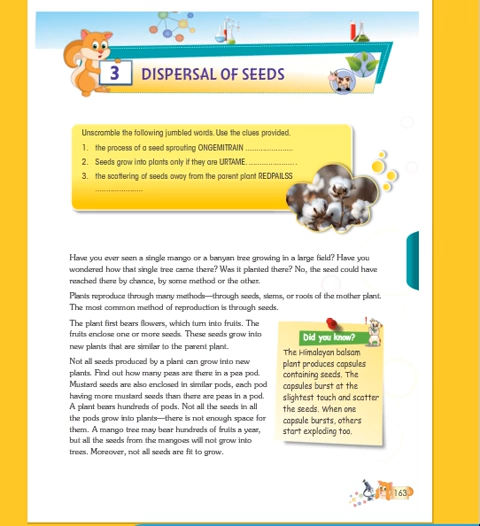 3 DISPERSAL OF SEEDS
Unscramble the following jumbled words. Use the clues provided.
1. the process of a seed sprouting ONGEMITRAIN .....................
2. Seeds grow into plants only if they are URTAME. .....................
3. the scattering of seeds away from the parent plant REDPAILSS
.....................
Have you ever seen a single mango or a banyan tree growing in a large field? Have you
wondered how that single tree came there? Was it planted there? No, the seed could have
reached there by chance, by some method or the other.
Plants reproduce through many methods—through seeds, stems, or roots of the mother plant.
The most common method of reproduction is through seeds.
The plant first bears flowers, which turn into fruits. The
fruits enclose one or more seeds. These seeds grow into
new plants that are similar to the parent plant.
Not all seeds produced by a plant can grow into new
plants. Find out how many peas are there in a pea pod.
Mustard seeds are also enclosed in similar pods, each pod
having more mustard seeds than there are peas in a pod.
A plant bears hundreds of pods. Not all the seeds in all
the pods grow into plants—there is not enough space for
them. A mango tree may bear hundreds of fruits a year,
but all the seeds from the mangoes will not grow into
trees. Moreover, not all seeds are fit to grow.
Did you know?
The Himalayan balsam
plant produces capsules
containing seeds. The
capsules burst at the
slightest touch and scatter
the seeds. When one
capsule bursts, others
start exploding too.
163